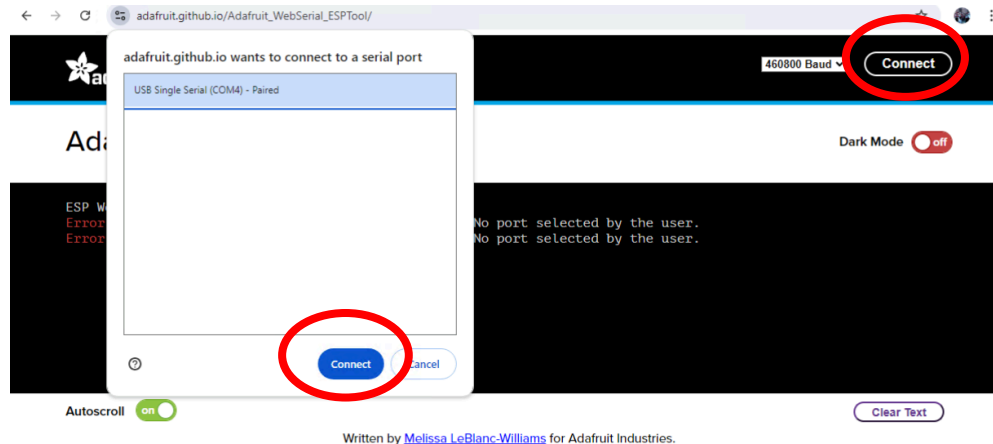 adafruit.github.io/Adafruit_WebSerial_ESPTool/
adafruit.github.io wants to connect to a serial port
USB Single Serial (COM4) - Paired
460800 Baud
Connect
Dark Mode off
ESP
Error No port selected by the user.
Error No port selected by the user.
Connect
Cancel
Autoscroll on
Clear Text
Written by Melissa LeBlanc-Williams for Adafruit Industries.